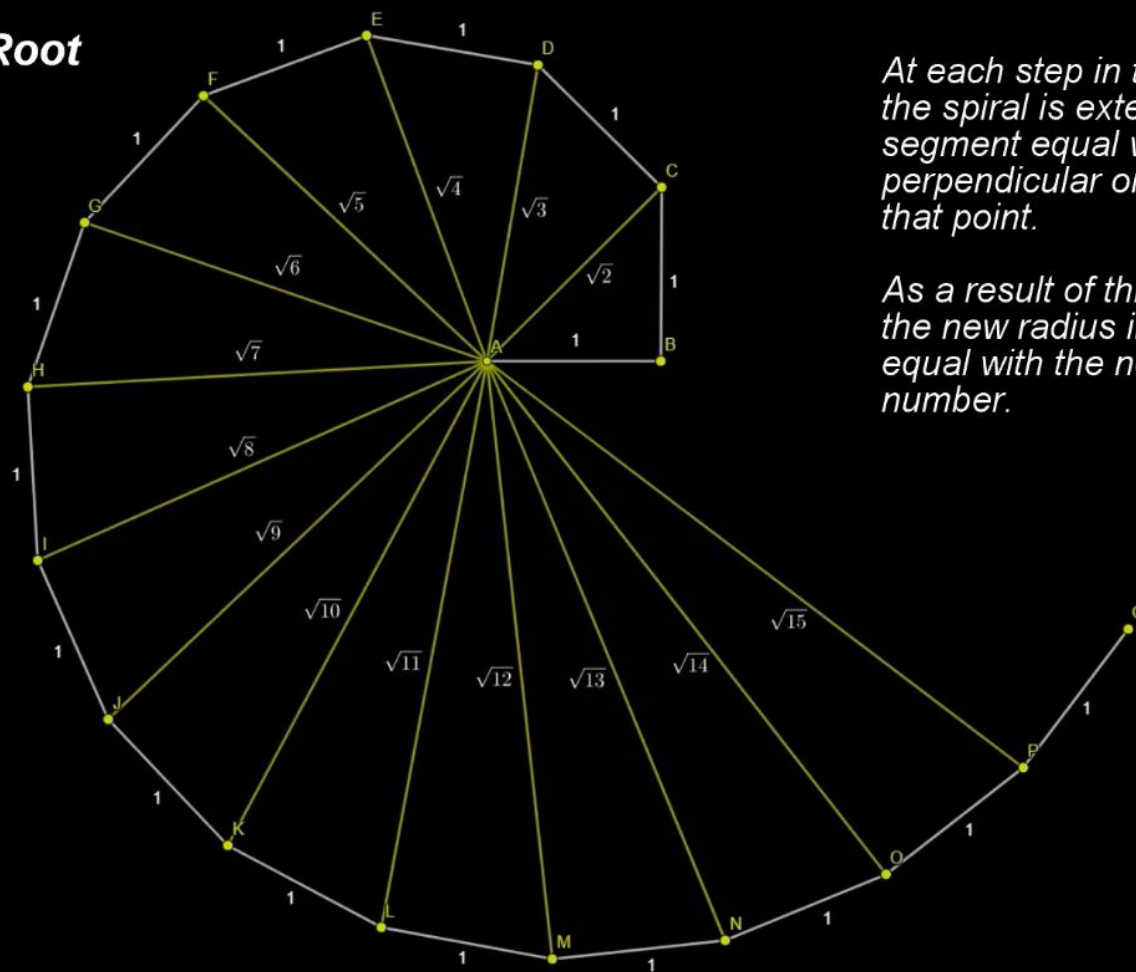 Root
At each step in t
the spiral is exte
segment equal
perpendicular
that point.
As a result of
the new radius
equal with the
number.
E
1
1
D
F
1
1
C
G
√5
√4
√3
√6
√2
1
1
1
A
B
√7
H
√8
1
√9
I
√10
√15
1
√11
√12
√13
√14
J
1
P
1
K
1
O
1
L
N
M
1
1
1